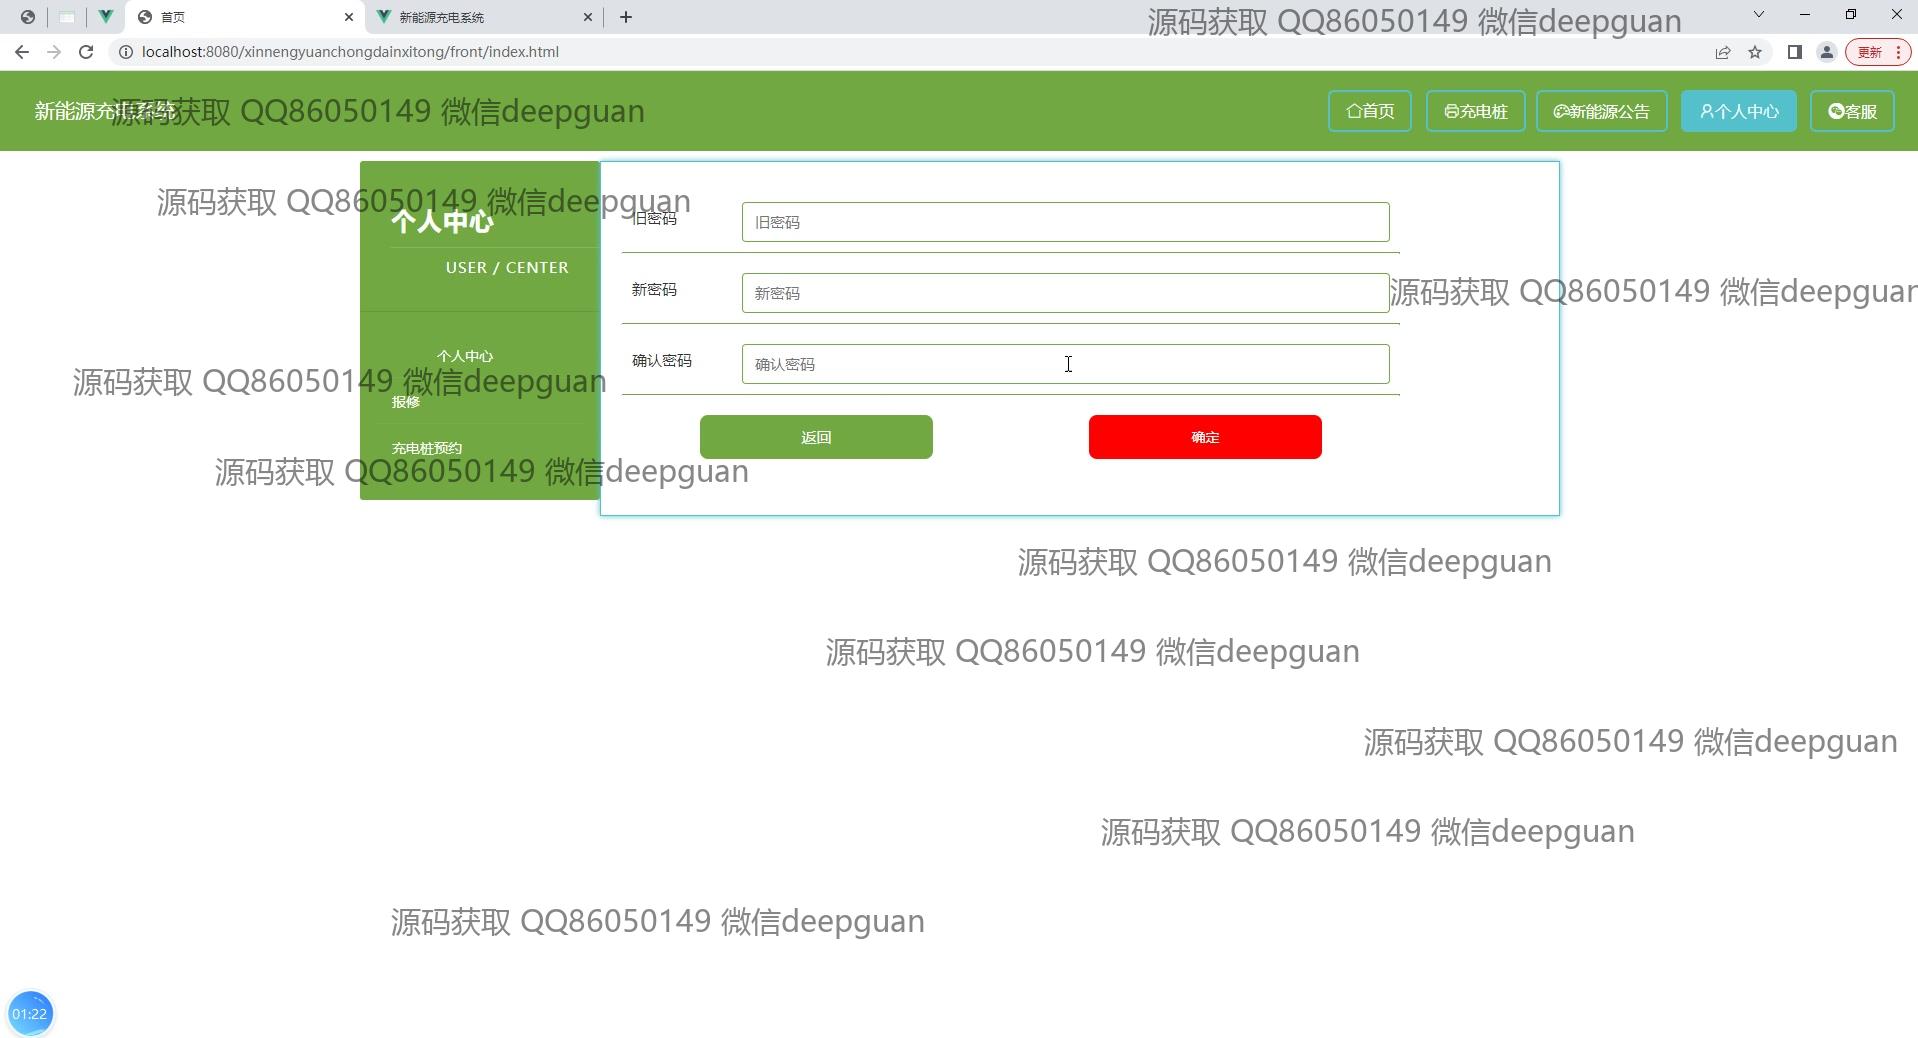 首页
新能源充电系统
源码获取 QQ86050149 微信deepguan
localhost:8080/xinnengyuanchongdainxitong/front/index.html
更新
新能源充电系统
源码获取 QQ86050149 微信deepguan
首页
充电桩
新能源公告
个人中心
客服
源码获取 QQ86050149 微信deepguan
个人中心
USER / CENTER
旧密码
旧密码
新密码
新密码
源码获取 QQ86050149 微信deepguan
确认密码
确认密码
个人中心
源码获取 QQ86050149 微信deepguan
报修
充电桩预约
返回
确定
源码获取 QQ86050149 微信deepguan
源码获取 QQ86050149 微信deepguan
源码获取 QQ86050149 微信deepguan
源码获取 QQ86050149 微信deepguan
源码获取 QQ86050149 微信deepguan
源码获取 QQ86050149 微信deepguan
01:22